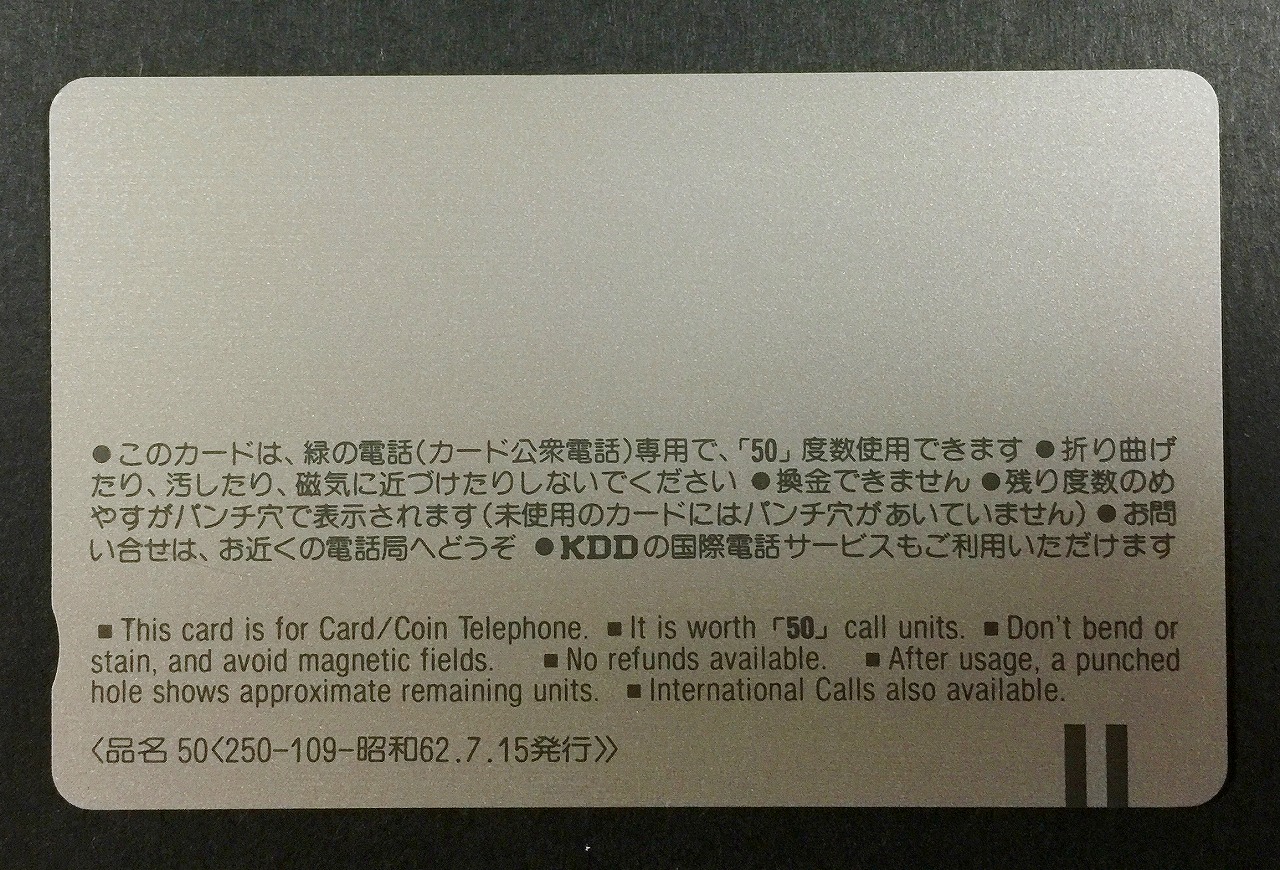 ●このカードは、緑の電話(カード公衆電話)専用で、「50」度数使用できます ●折り曲げ
たり、汚したり、磁気に近づけたりしないでください ●換金できません ●残り度数のめ
やすがパンチ穴で表示されます(未使用のカードにはパンチ穴があいていません) ●お問
い合せは、お近くの電話局へどうぞ ●KDDの国際電話サービスもご利用いただけます
■This card is for Card/Coin Telephone. ■It is worth 「50」 call units. ■Don't bend or
stain, and avoid magnetic fields. ■No refunds available. ■After usage, a punched
hole shows approximate remaining units. ■International Calls also available.
〈品名 50〈250-109-昭和62.7.15発行〉〉